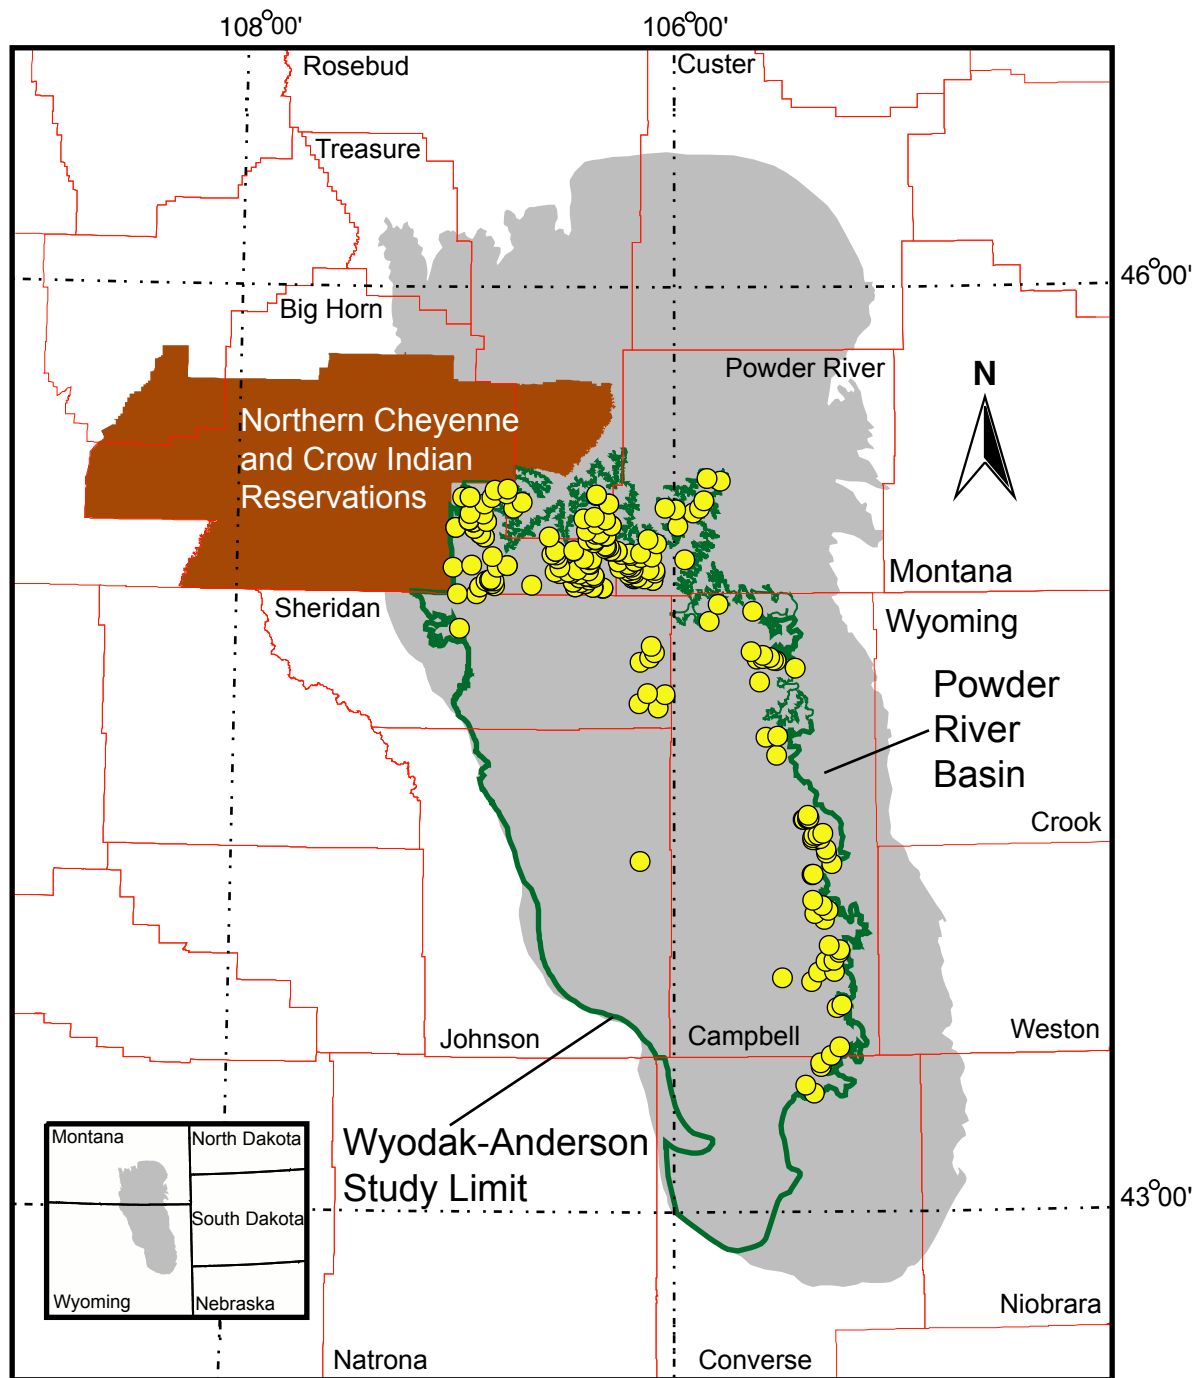 108°00'
106°00'
Rosebud
Custer
Treasure
46°00'
Big Horn
Powder River
N
Northern Cheyenne
and Crow Indian
Reservations
Montana
Sheridan
Wyoming
Powder
River
Basin
Crook
Johnson
Campbell
Weston
Wyodak-Anderson
Study Limit
Montana
North Dakota
South Dakota
Wyoming
Nebraska
43°00'
Niobrara
Natrona
Converse